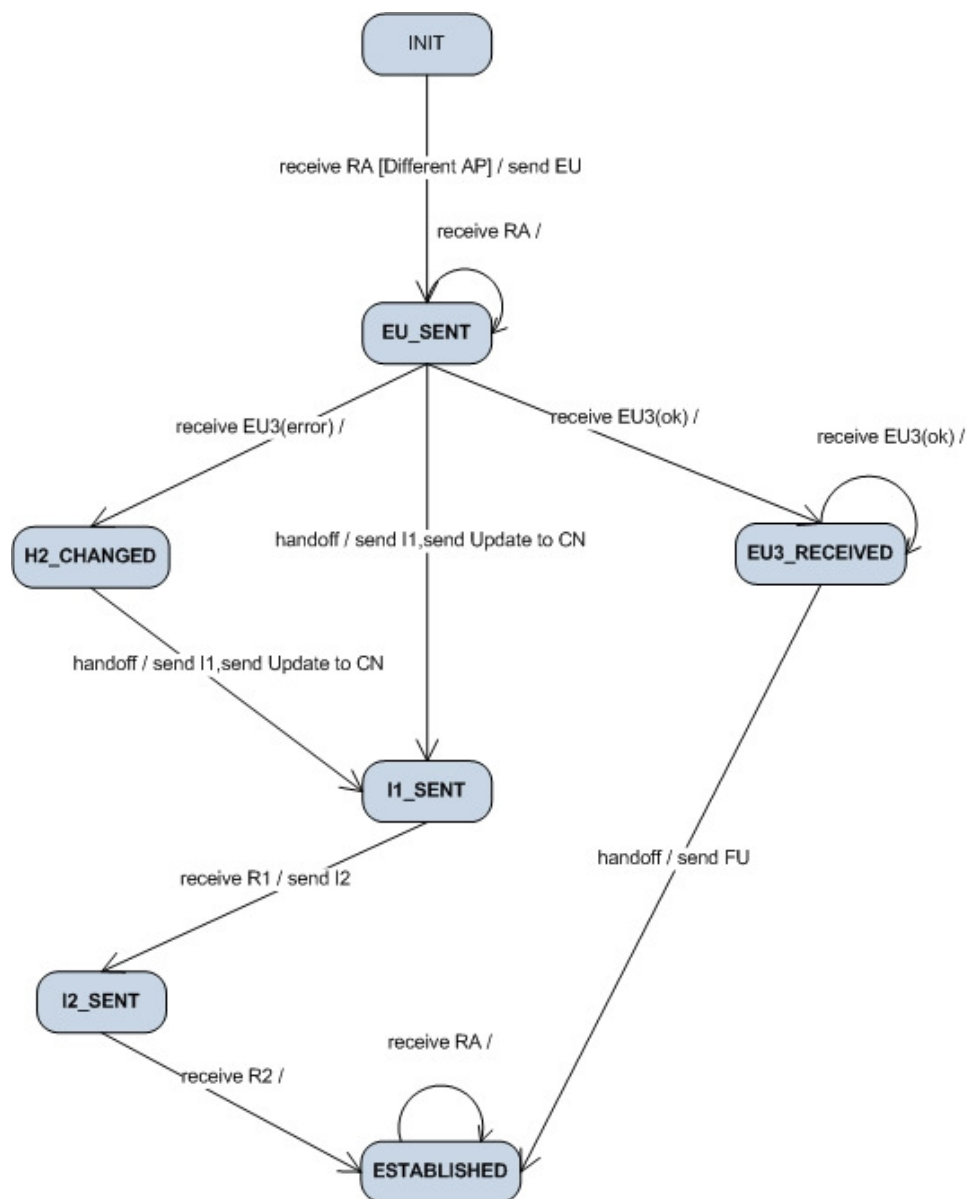 INIT
receive RA [Different AP] / send EU
receive RA /
EU_SENT
receive EU3(error) /
receive EU3(ok) /
receive EU3(ok) /
H2_CHANGED
handoff / send I1,send Update to CN
EU3_RECEIVED
handoff / send I1,send Update to CN
I1_SENT
handoff / send FU
receive R1 / send I2
I2_SENT
receive RA /
receive R2 /
ESTABLISHED